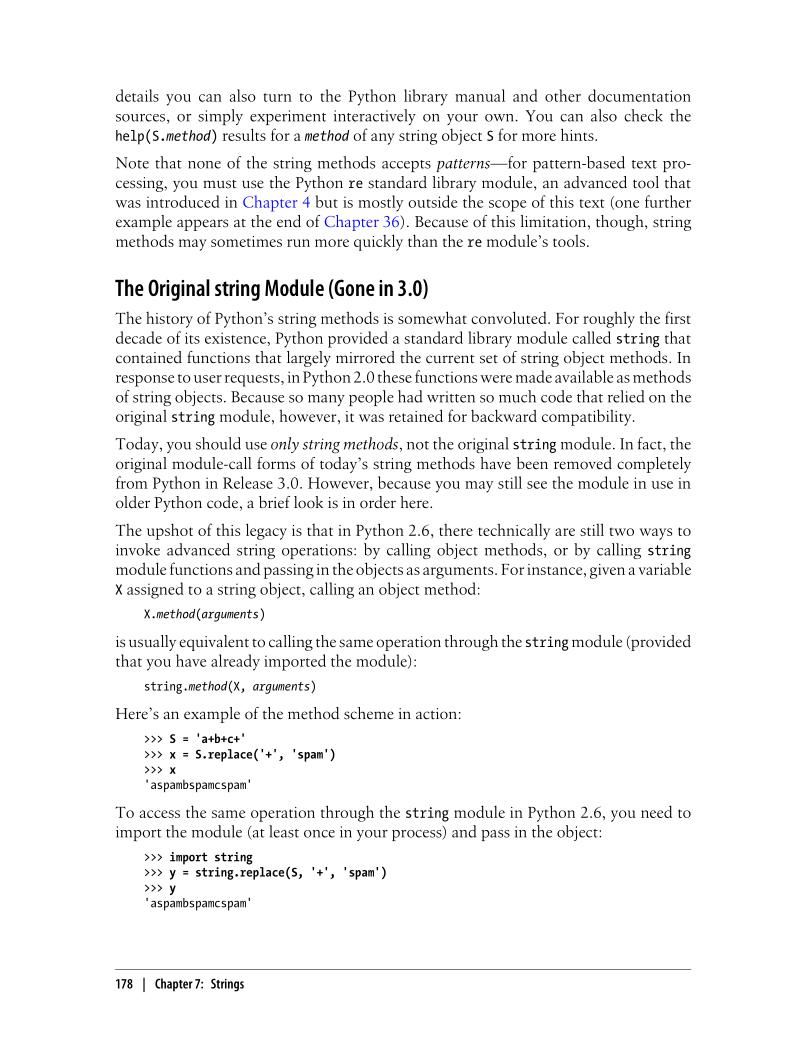 details you can also turn to the Python library manual and other documentation
sources, or simply experiment interactively on your own. You can also check the
help(S.method) results for a method of any string object S for more hints.
Note that none of the string methods accepts patterns—for pattern-based text pro-
cessing, you must use the Python re standard library module, an advanced tool that
was introduced in Chapter 4 but is mostly outside the scope of this text (one further
example appears at the end of Chapter 36). Because of this limitation, though, string
methods may sometimes run more quickly than the re module's tools.
The Original string Module (Gone in 3.0)
The history of Python's string methods is somewhat convoluted. For roughly the first
decade of its existence, Python provided a standard library module called string that
contained functions that largely mirrored the current set of string object methods. In
response to user requests, in Python 2.0 these functions were made available as methods
of string objects. Because so many people had written so much code that relied on the
original string module, however, it was retained for backward compatibility.
Today, you should use only string methods, not the original string module. In fact, the
original module-call forms of today's string methods have been removed completely
from Python in Release 3.0. However, because you may still see the module in use in
older Python code, a brief look is in order here.
The upshot of this legacy is that in Python 2.6, there technically are still two ways to
invoke advanced string operations: by calling object methods, or by calling string
module functions and passing in the objects as arguments. For instance, given a variable
X assigned to a string object, calling an object method:
X.method(arguments)
is usually equivalent to calling the same operation through the string module (provided
that you have already imported the module):
string.method(X, arguments)
Here's an example of the method scheme in action:
>>> S = 'a+b+c+'
>>> x = S.replace('+', 'spam')
>>> x
'aspambspamcspam'
To access the same operation through the string module in Python 2.6, you need to
import the module (at least once in your process) and pass in the object:
>>> import string
>>> y = string.replace(S, '+', 'spam')
>>> y
'aspambspamcspam'
178 | Chapter 7: Strings